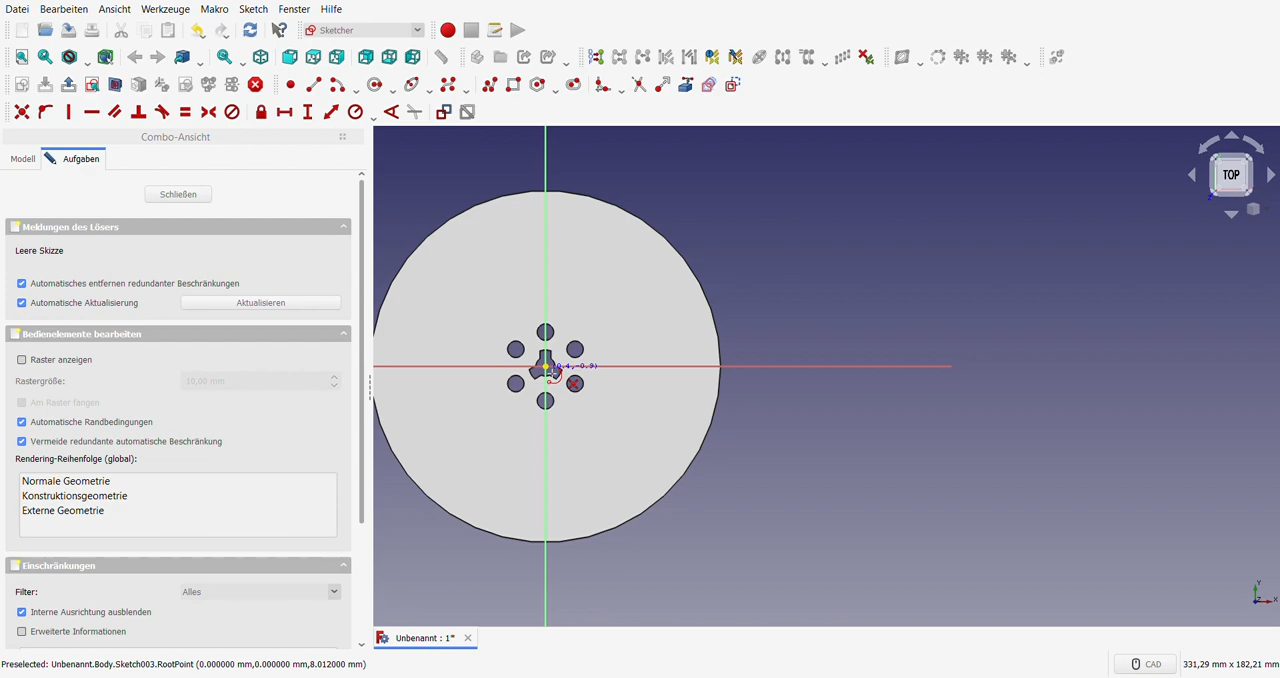 Datei Bearbeiten Ansicht Werkzeuge Makro Sketch Fenster Hilfe
Sketcher
Combo-Ansicht
Modell Aufgaben
Schließen
Meldungen des Lösers
Leere Skizze
Automatisches entfernen redundanter Beschränkungen
Automatische Aktualisierung Aktualisieren
Bedienelemente bearbeiten
Raster anzeigen
Rastergröße: 10,00 mm
Am Raster fangen
Automatische Randbedingungen
Vermeide redundante automatische Beschränkung
Rendering-Reihenfolge (global):
Normale Geometrie
Konstruktionsgeometrie
Externe Geometrie
Einschränkungen
Filter: Alles
Interne Ausrichtung ausblenden
Erweiterte Informationen
TOP
Z
(0.4,-0.9)
Y
Z
X
Unbenannt : 1*
Preselected: Unbenannt.Body.Sketch003.RootPoint (0.000000 mm,0.000000 mm,8.012000 mm)
CAD
331,29 mm x 182,21 mm